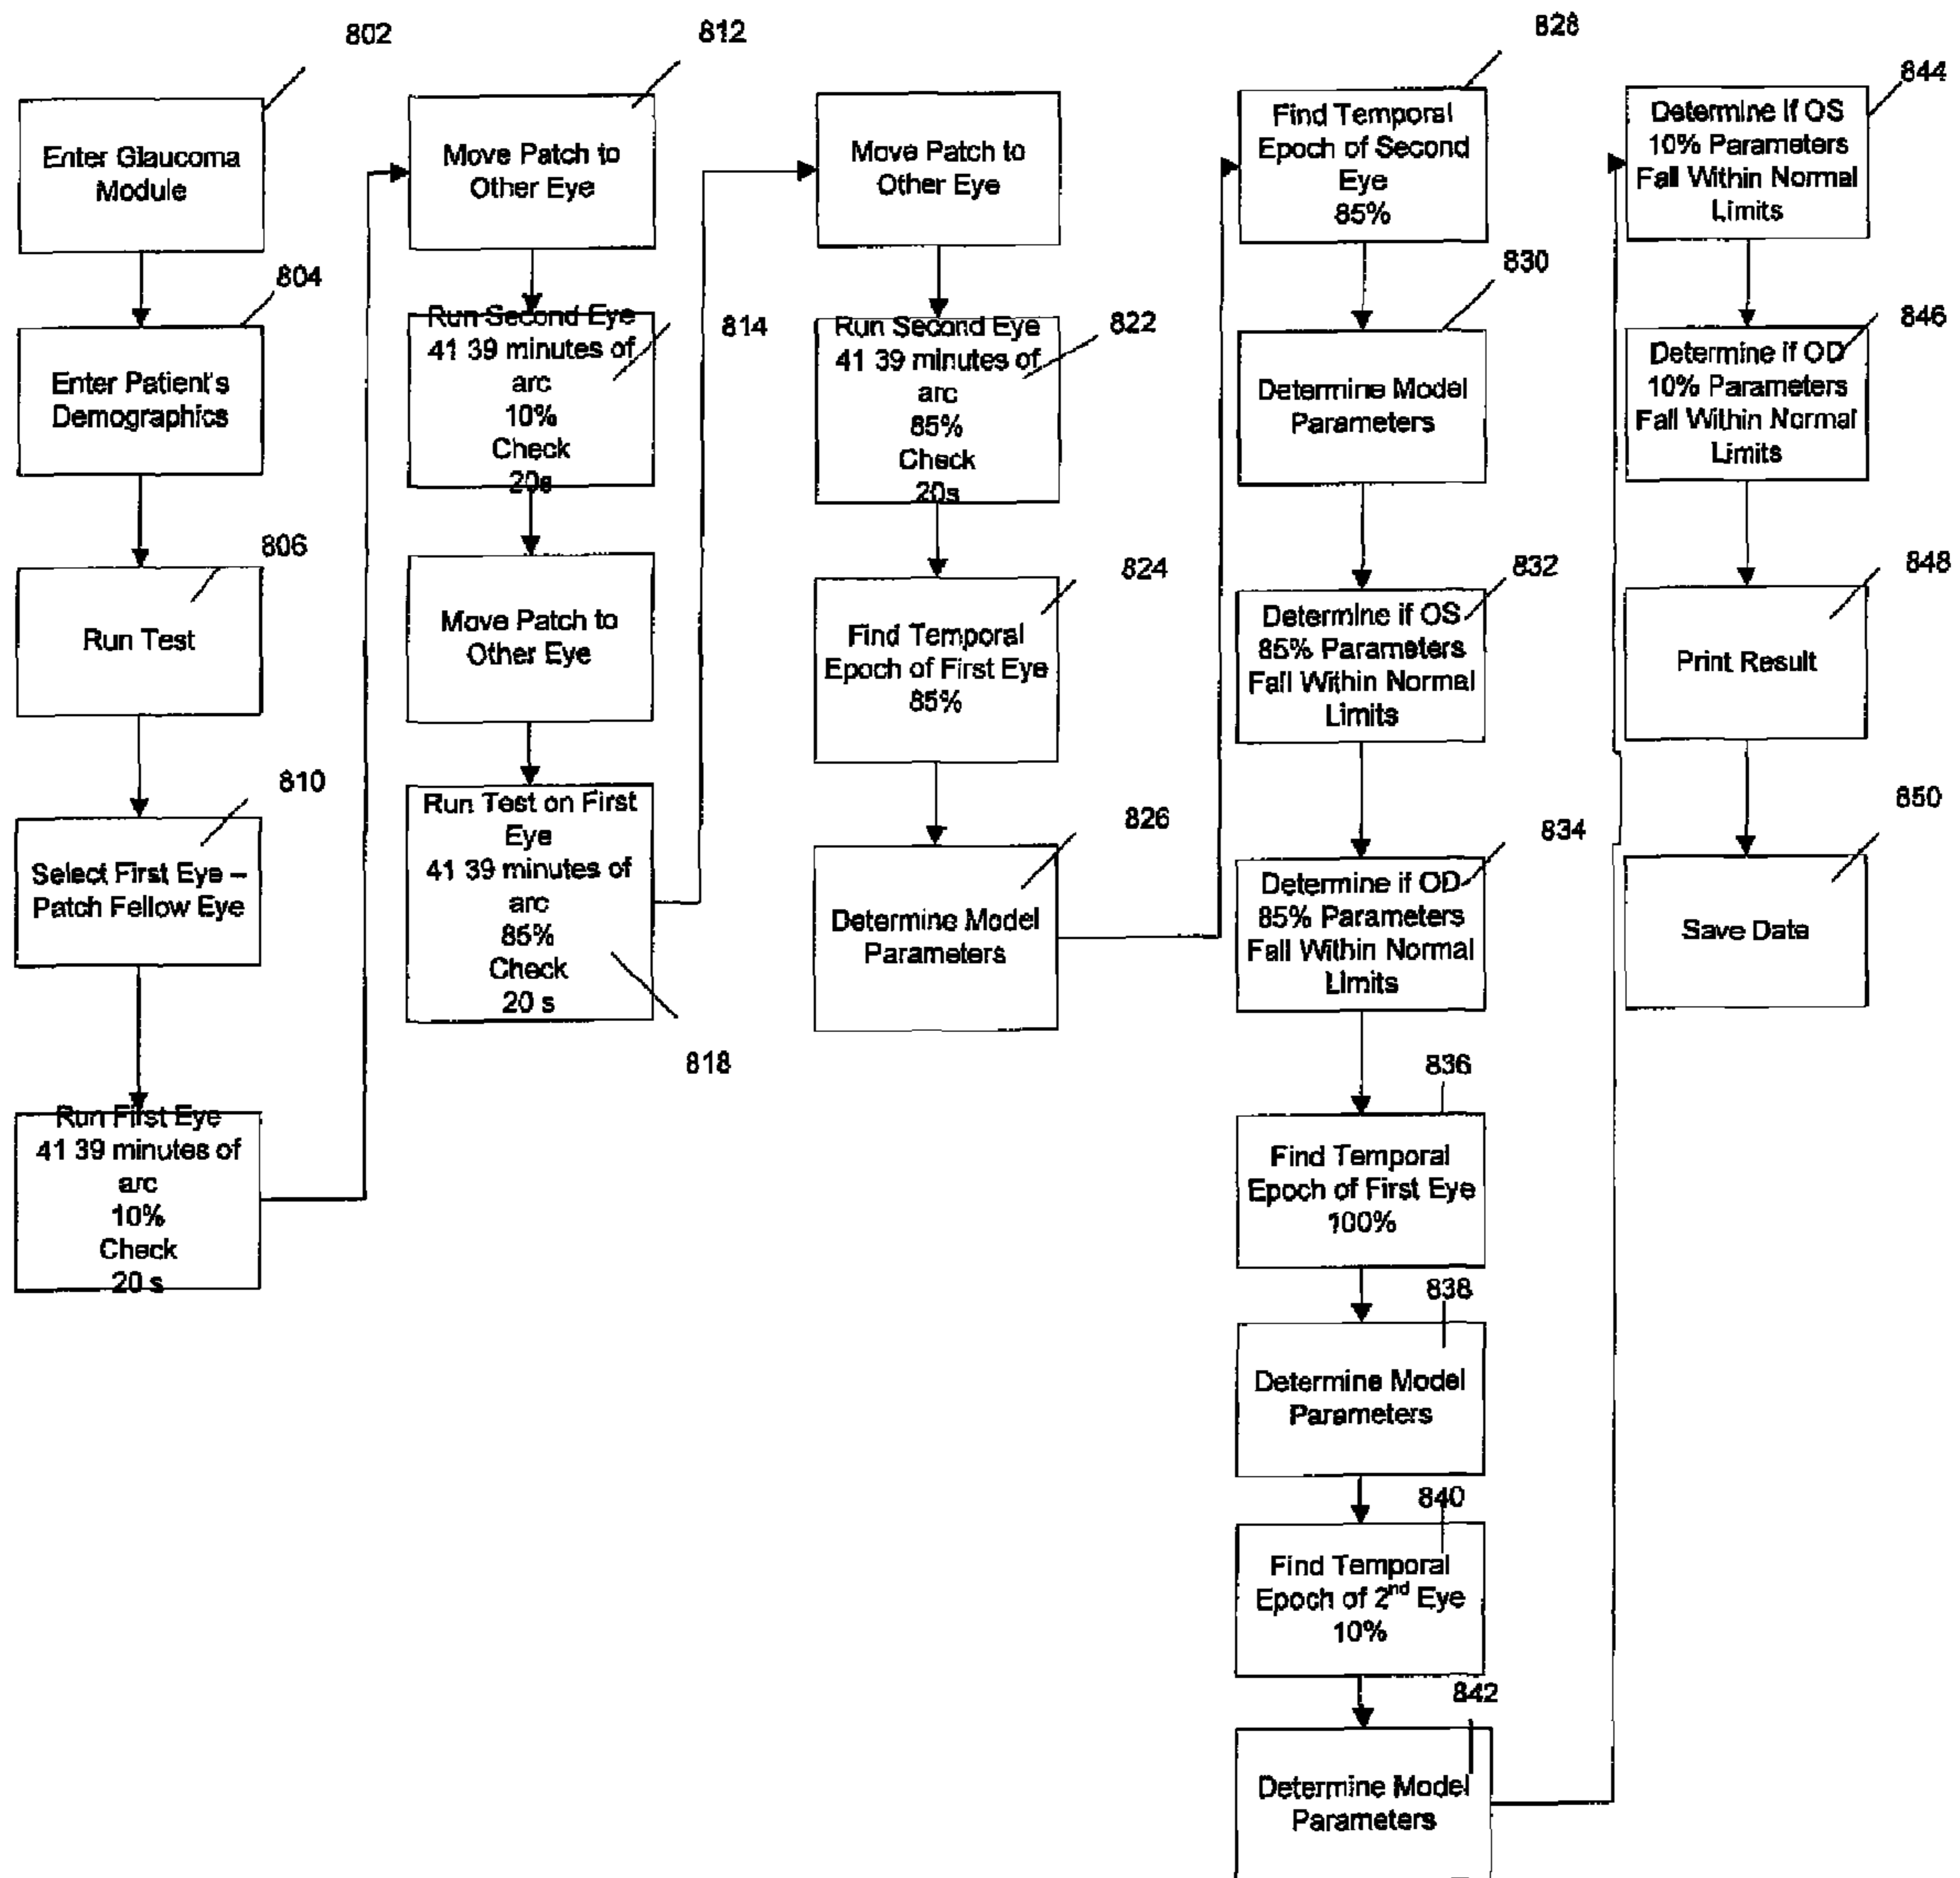 802
Enter Glaucoma
Module
804
Enter Patient's
Demographics
806
Run Test
810
Select First Eye –
Patch Fellow Eye
Run First Eye
41 39 minutes of
arc
10%
Check
20 s
812
Move Patch to
Other Eye
Run Second Eye
41 39 minutes of
arc
10%
Check
20s
814
Move Patch to
Other Eye
Run Test on First
Eye
41 39 minutes of
arc
85%
Check
20 s
818
Move Patch to
Other Eye
Run Second Eye
41 39 minutes of
arc
85%
Check
20s
822
824
Find Temporal
Epoch of First Eye
85%
826
Determine Model
Parameters
828
Find Temporal
Epoch of Second
Eye
85%
830
Determine Model
Parameters
832
Determine if OS
85% Parameters
Fall Within Normal
Limits
834
Determine if OD
85% Parameters
Fall Within Normal
Limits
836
Find Temporal
Epoch of First Eye
100%
838
Determine Model
Parameters
840
Find Temporal
Epoch of 2nd Eye
10%
842
Determine Model
Parameters
844
Determine if OS
10% Parameters
Fall Within Normal
Limits
846
Determine if OD
10% Parameters
Fall Within Normal
Limits
848
Print Result
850
Save Data